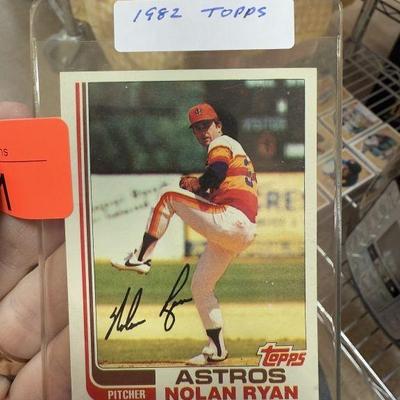 1982 TOPPS
Nolan Ryan
TOPPS
ASTROS
PITCHER NOLAN RYAN